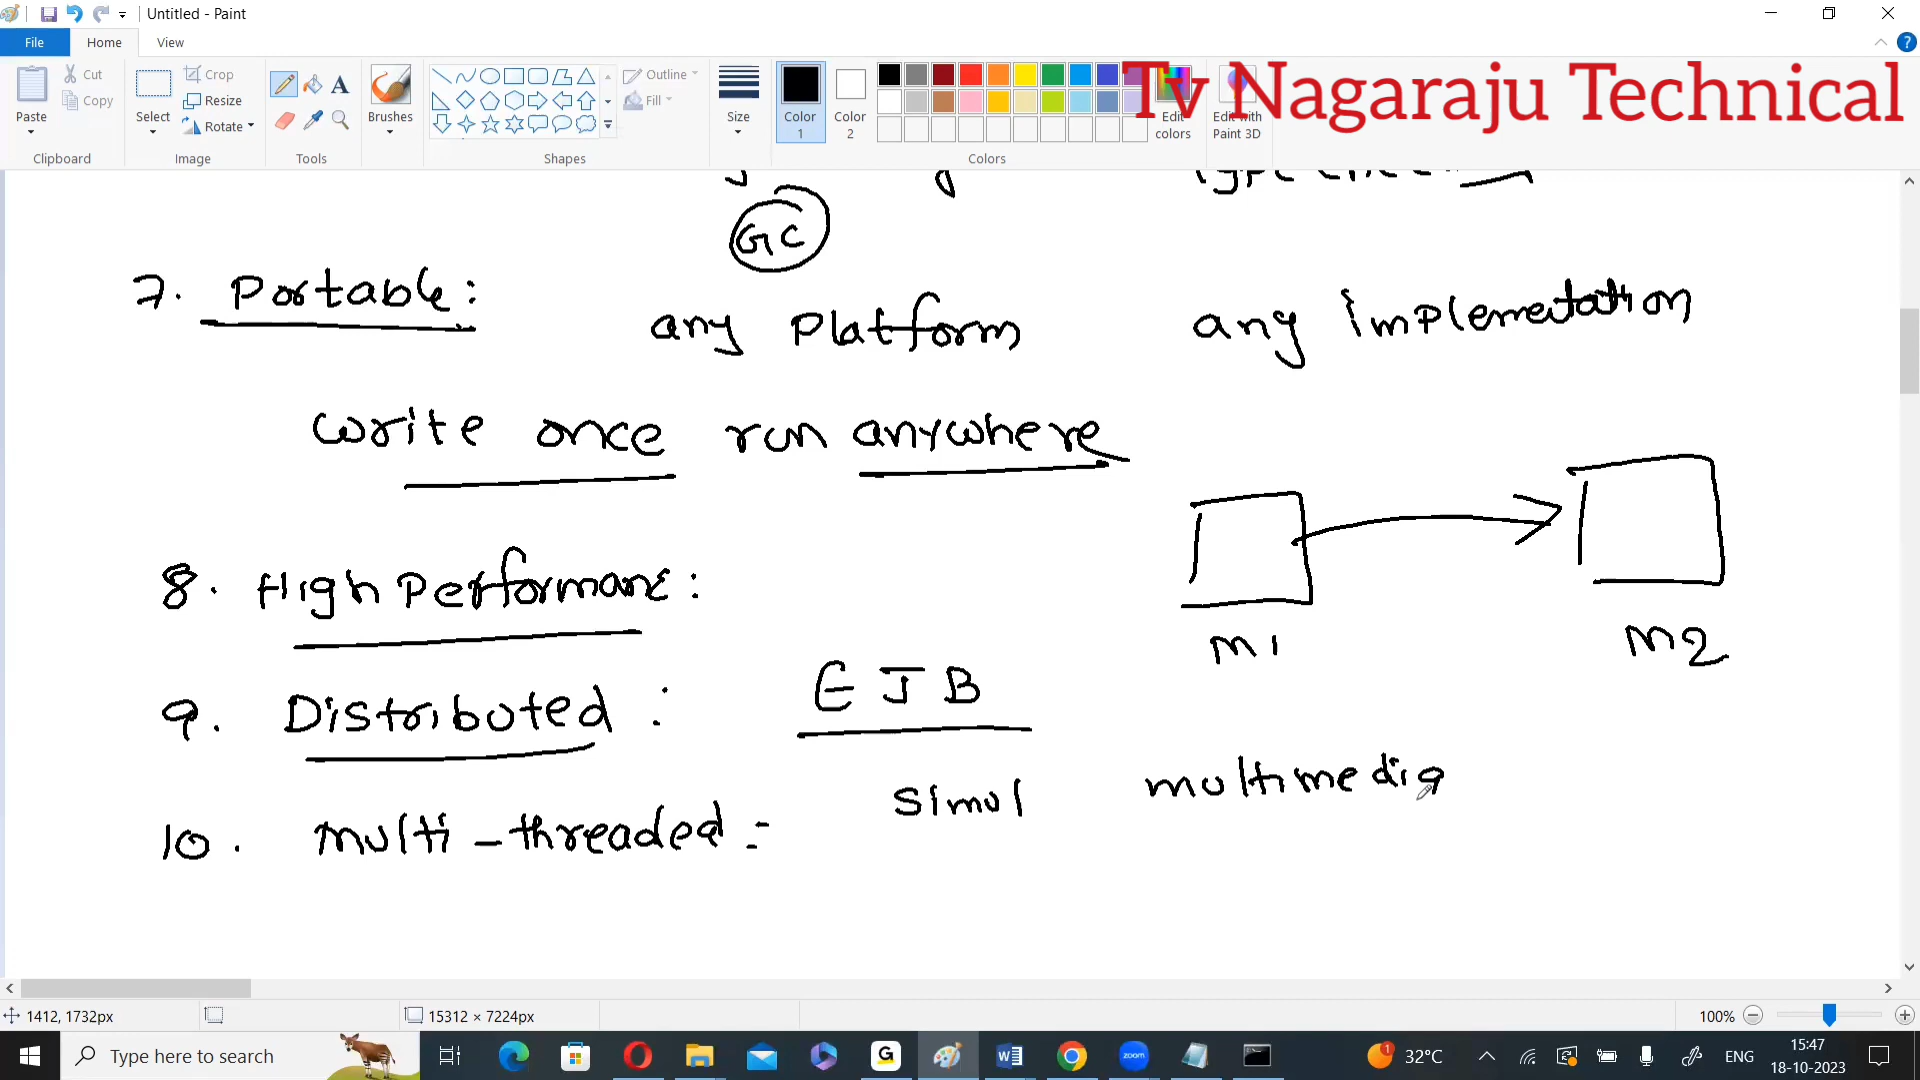 Untitled - Paint
File Home View
Cut
Copy
Paste
Clipboard
Crop
Resize
Rotate
Select
Image
Tools
Brushes
Outline
Fill
Shapes
Size
Color 1
Color 2
Edit colors
Edit with Paint 3D
Colors
Tv Nagaraju Technical
GC
7. Portable:
any Platform any implementation
write once run anywhere
8. High Performanc:
m1 m2
9. Distributed : EJB
simul multimedia
10. multi-threaded :
1412, 1732px 15312 × 7224px 100%
Type here to search
zoom
32°C ENG 15:47
18-10-2023